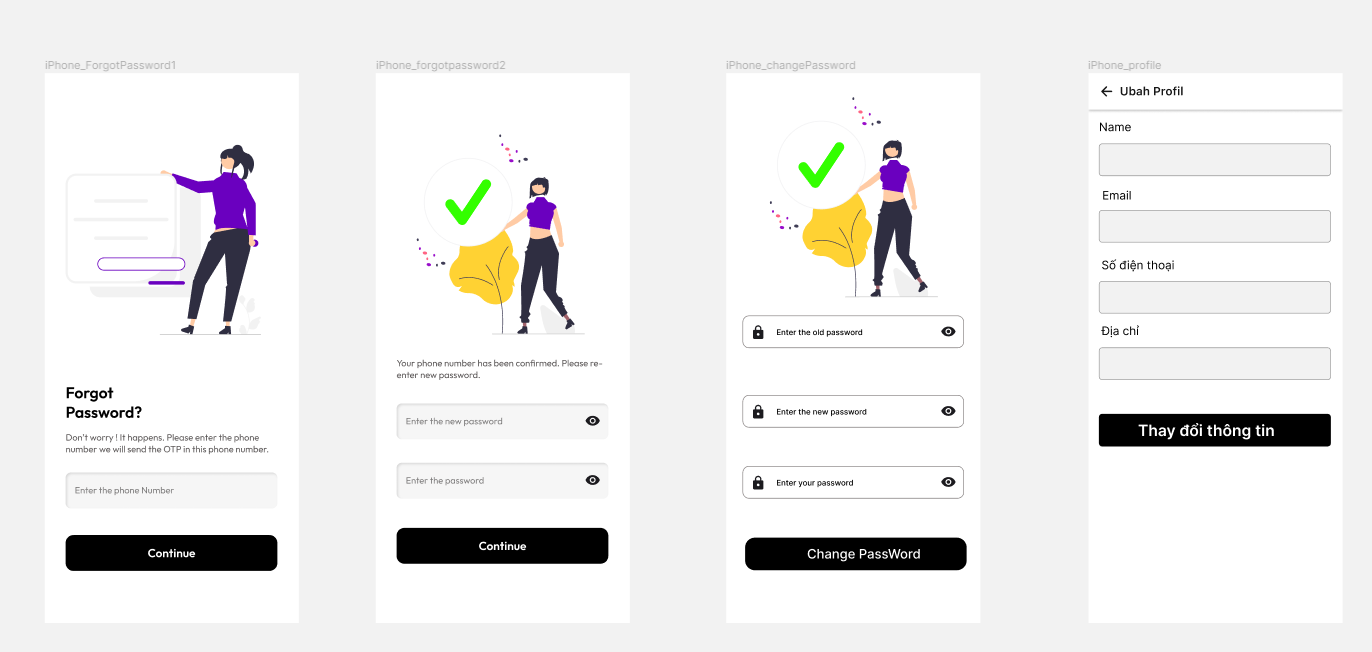 iPhone_ForgotPassword1
Forgot
Password?
Don't worry ! It happens. Please enter the phone
number we will send the OTP in this phone number.
Enter the phone Number
Continue
iPhone_forgotpassword2
Your phone number has been confirmed. Please re-
enter new password.
Enter the new password
Enter the password
Continue
iPhone_changePassword
Enter the old password
Enter the new password
Enter your password
Change PassWord
iPhone_profile
Ubah Profil
Name
Email
Số điện thoại
Địa chỉ
Thay đổi thông tin